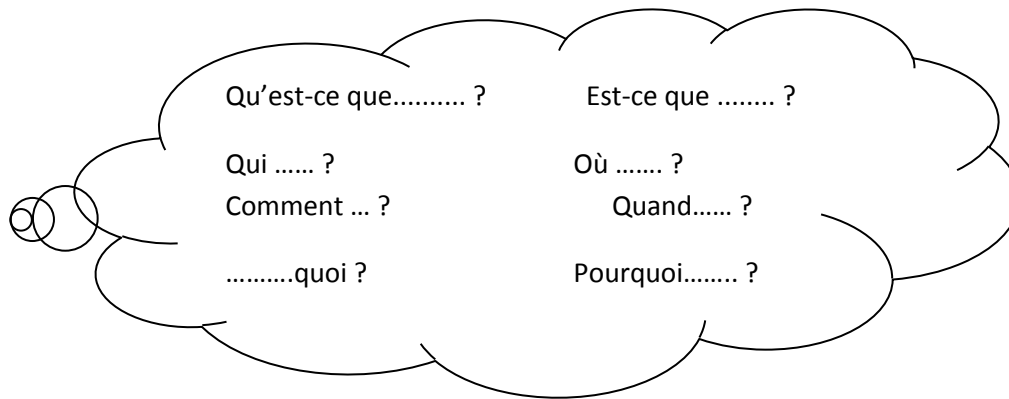 Qu’est-ce que.......... ? Est-ce que ........ ?
Qui …… ? Où ……. ?
Comment … ? Quand…… ?
……….quoi ? Pourquoi…….. ?